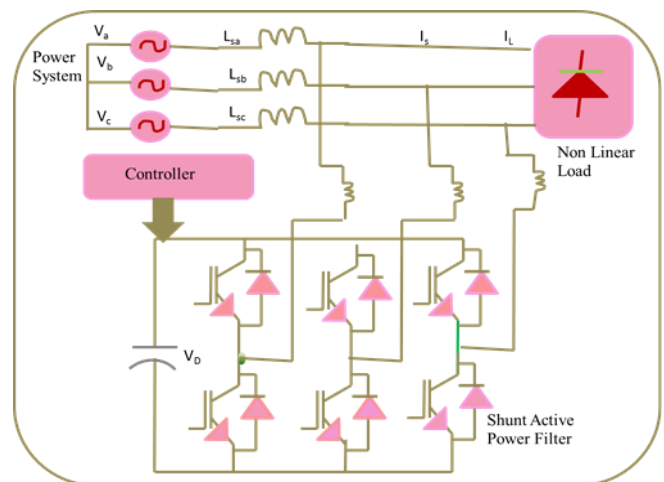 Va
Power
System
Vb
Vc
Lsa
Lsb
Lsc
Is
IL
Non Linear
Load
Controller
VD
Shunt Active
Power Filter